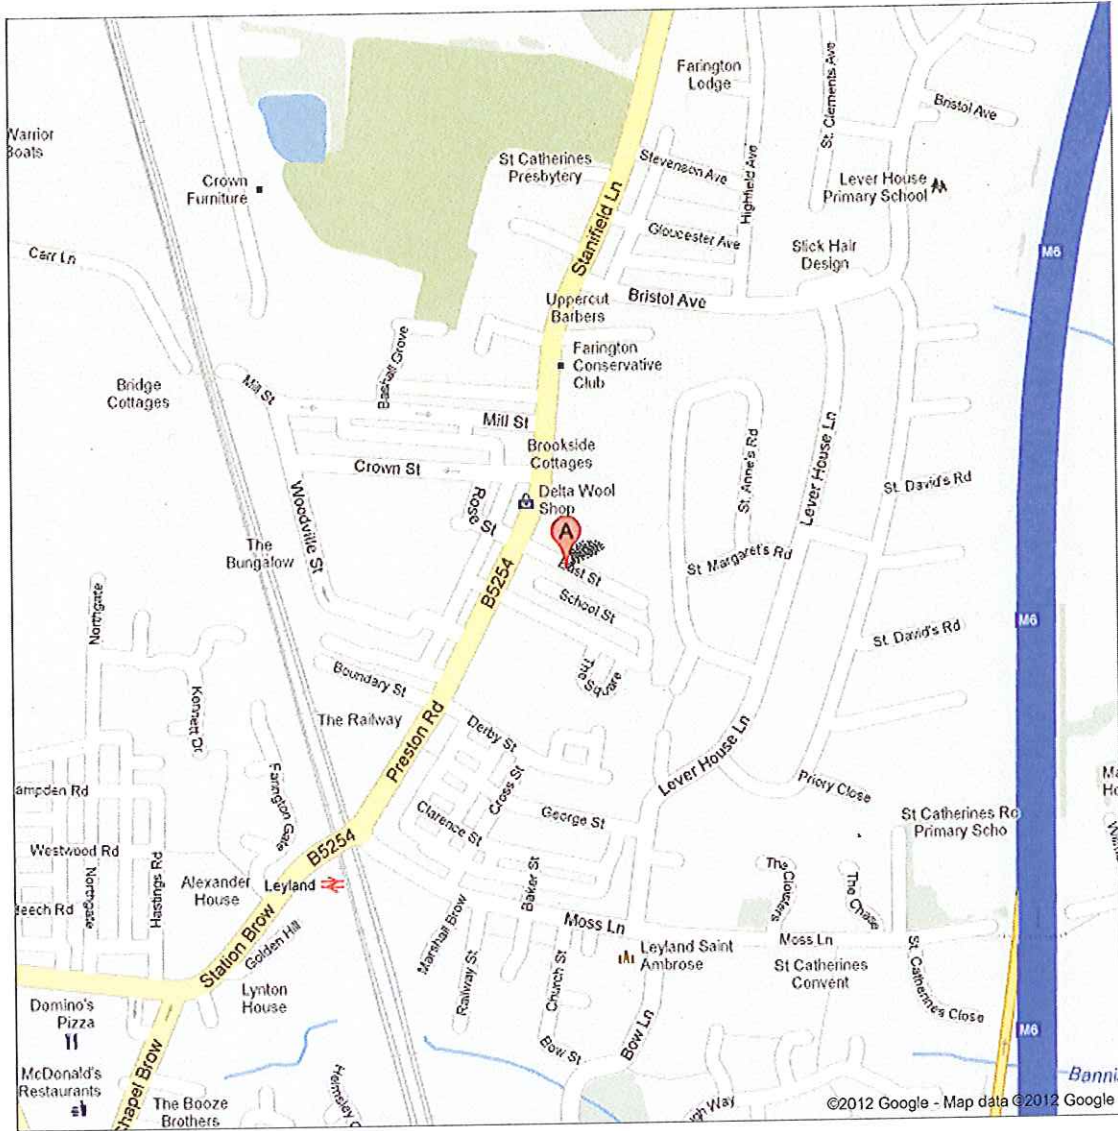 Farington
Lodge
St. Clements Ave
Bristol Ave
Warrior
Boats
St Catherines
Presbytery
Stevenson Ave
Highfield Ave
Lever House
Primary School
Crown
Furniture
Stanifield Ln
Gloucester Ave
Slick Hair
Design
M6
Carr Ln
Uppercut
Barbers
Bristol Ave
Bashall Grove
Farington
Conservative
Club
Bridge
Cottages
Mill St
Mill St
Brookside
Cottages
Crown St
St. Anne's Rd
Lever House Ln
St. David's Rd
Woodville St
Rose St
Delta Wool
Shop
A
The
Bungalow
East St
St. Margaret's Rd
B5254
School St
Northgate
M6
St. David's Rd
The Square
Boundary St
Kennett Dr
The Railway
Preston Rd
Derby St
Lever House Ln
Farington Gate
Cross St
Priory Close
ampden Rd
Clarence St
George St
St Catherines Rc
Primary Scho
Westwood Rd
B5254
Northgate
Hastings Rd
Alexander
House
Leyland
Baker St
The Cloisters
The Chase
Beech Rd
Marshall Brow
Moss Ln
Moss Ln
Station Brow
Golden Hill
Railway St
Church St
Leyland Saint
Ambrose
St Catherines
Convent
St. Catherine's Close
Lynton
House
Domino's
Pizza
Bow St
Bow Ln
M6
McDonald's
Restaurants
Chapel Brow
The Booze
Brothers
Banni
©2012 Google - Map data ©2012 Google